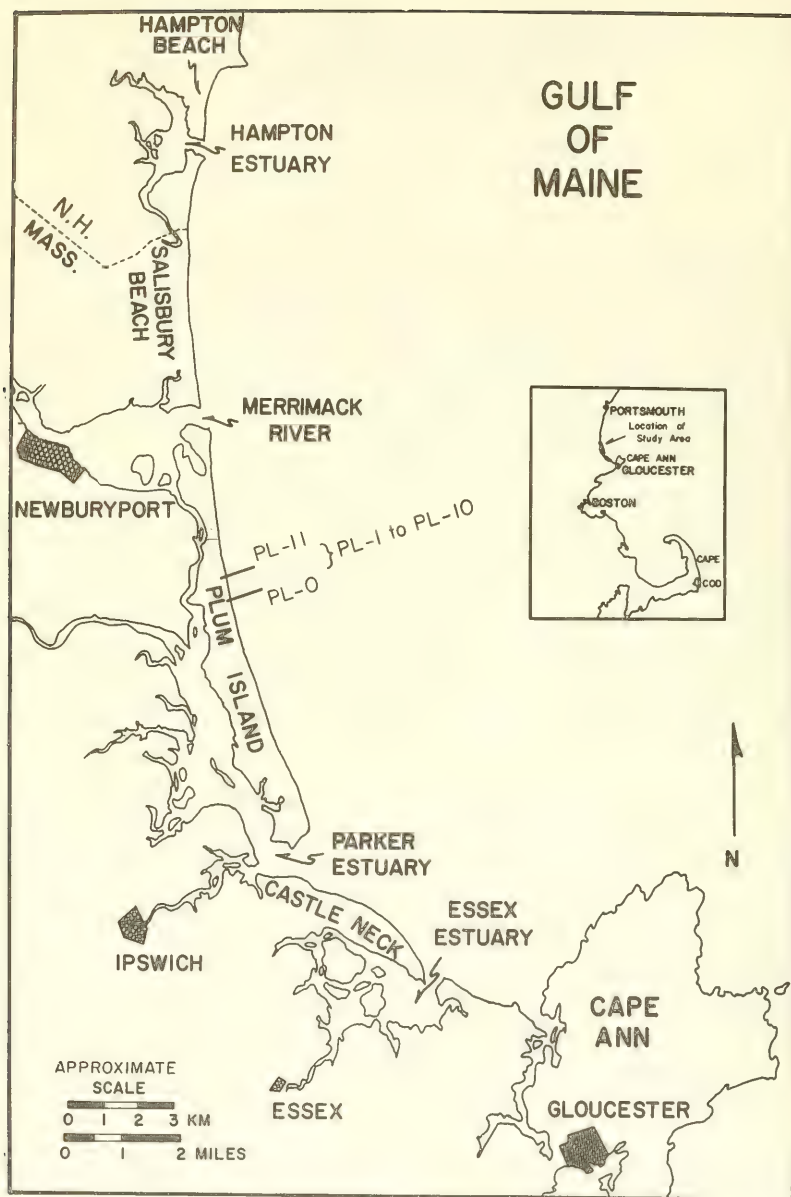 HAMPTON
BEACH
GULF
OF
MAINE
HAMPTON
ESTUARY
N.H.
MASS.
SALISBURY
BEACH
MERRIMACK
RIVER
NEWBURYPORT
PORTSMOUTH
Location of
Study Area
CAPE ANN
GLOUCESTER
BOSTON
CAPE
COD
PL-11 } PL-1 to PL-10
PL-0
PLUM ISLAND
PARKER
ESTUARY
N
CASTLE NECK
ESSEX
ESTUARY
IPSWICH
CAPE
ANN
APPROXIMATE
SCALE
0 1 2 3 KM
0 1 2 MILES
ESSEX
GLOUCESTER